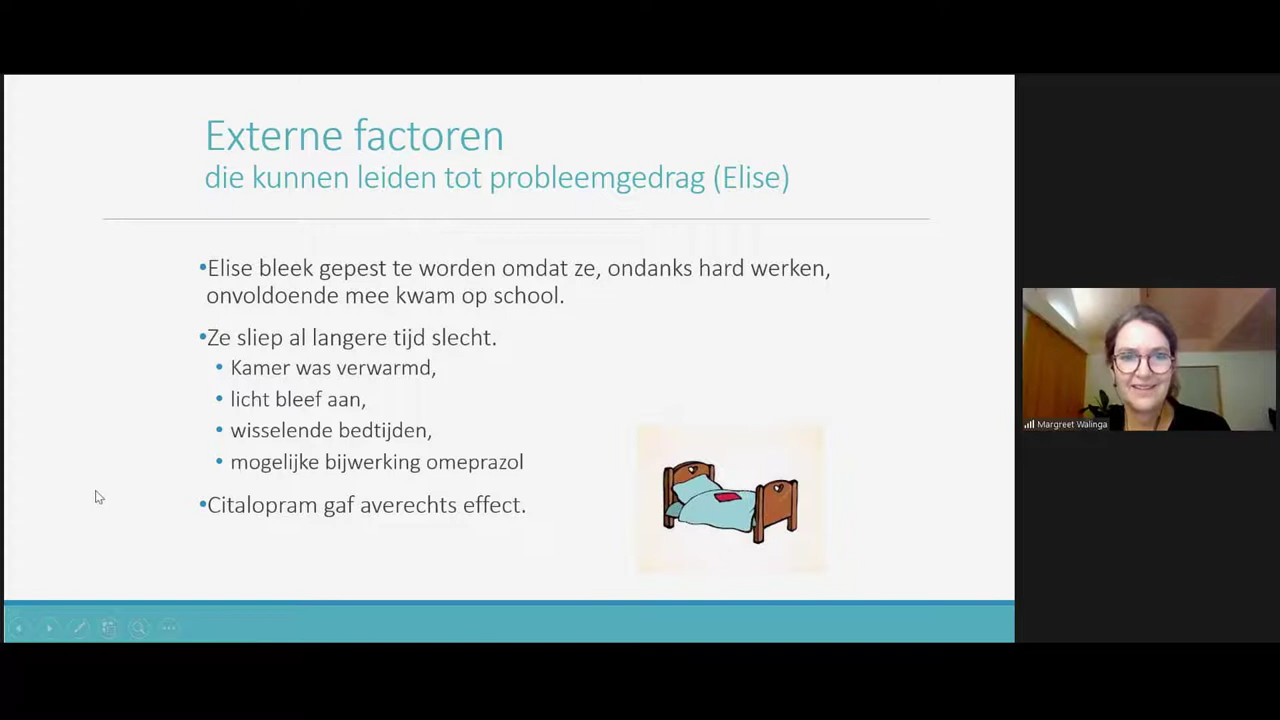 Externe factoren
die kunnen leiden tot probleemgedrag (Elise)
•Elise bleek gepest te worden omdat ze, ondanks hard werken,
onvoldoende mee kwam op school.
•Ze sliep al langere tijd slecht.
• Kamer was verwarmd,
• licht bleef aan,
• wisselende bedtijden,
• mogelijke bijwerking omeprazol
•Citalopram gaf averechts effect.
Margreet Walinga